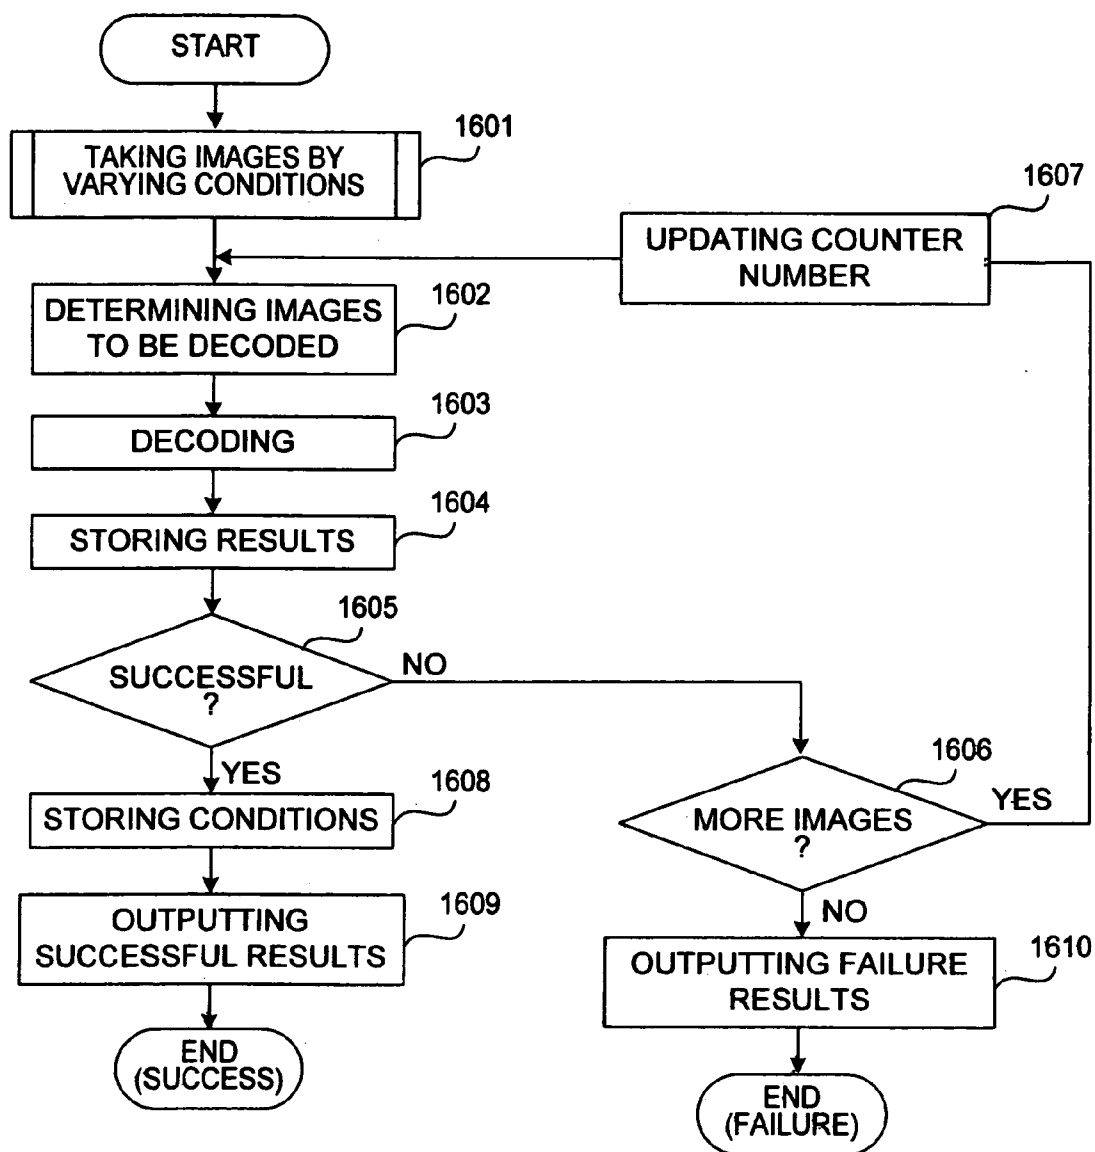 START
1601
TAKING IMAGES BY
VARYING CONDITIONS
1607
UPDATING COUNTER
NUMBER
1602
DETERMINING IMAGES
TO BE DECODED
1603
DECODING
1604
STORING RESULTS
1605
SUCCESSFUL
?
NO
YES
1606
MORE IMAGES
?
YES
NO
1608
STORING CONDITIONS
1609
OUTPUTTING
SUCCESSFUL RESULTS
1610
OUTPUTTING FAILURE
RESULTS
END
(SUCCESS)
END
(FAILURE)